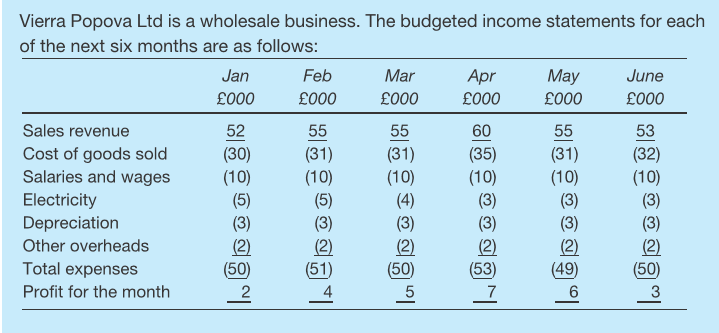 Vierra Popova Ltd is a wholesale business. The budgeted income statements for each
of the next six months are as follows:
Jan Feb Mar Apr May June
£000 £000 £000 £000 £000 £000
Sales revenue 52 55 55 60 55 53
Cost of goods sold (30) (31) (31) (35) (31) (32)
Salaries and wages (10) (10) (10) (10) (10) (10)
Electricity (5) (5) (4) (3) (3) (3)
Depreciation (3) (3) (3) (3) (3) (3)
Other overheads (2) (2) (2) (2) (2) (2)
Total expenses (50) (51) (50) (53) (49) (50)
Profit for the month 2 4 5 7 6 3